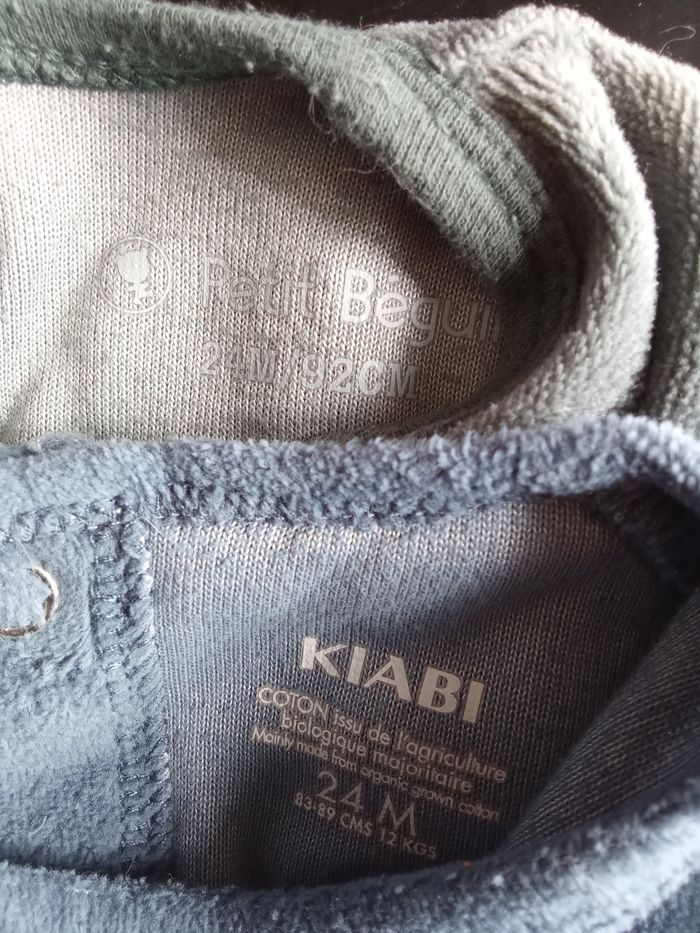 Petit Béguin
24M/92CM
KIABI
COTON issu de l'agriculture
biologique majoritaire
Mainly made from organic grown cotton
24 M
83-89 CMS 12 KGS